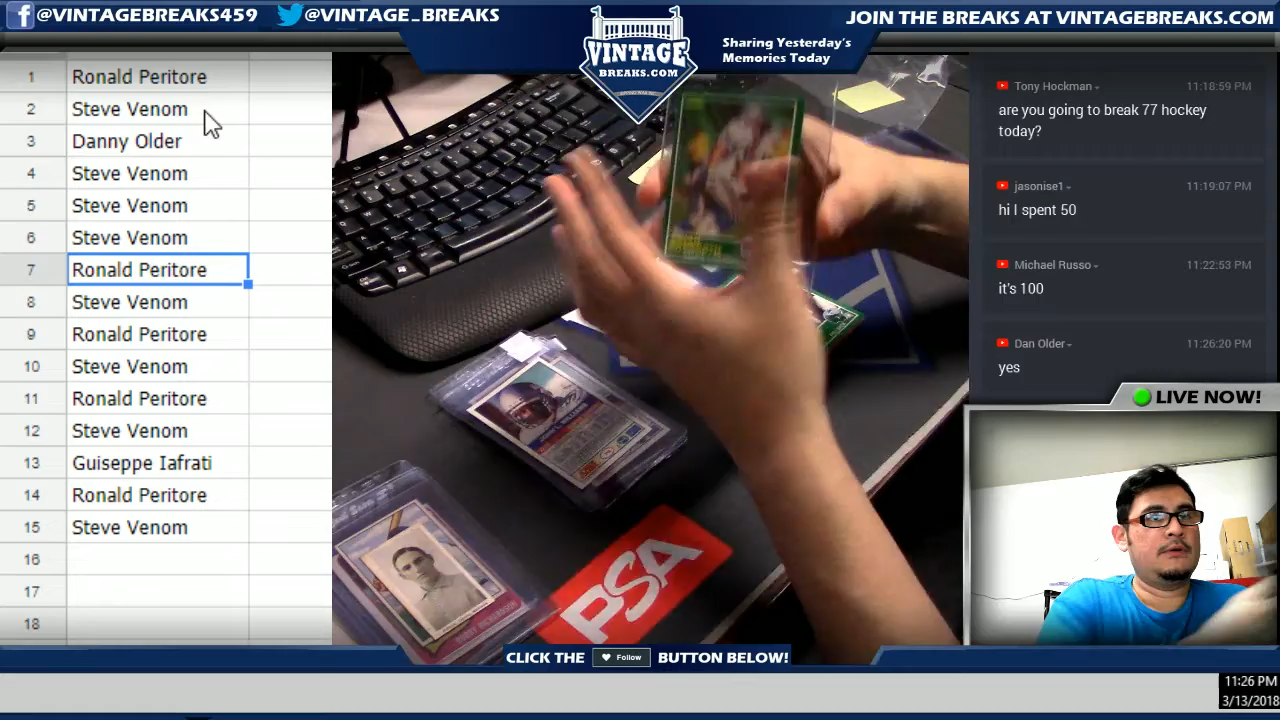 @VINTAGEBREAKS459 @VINTAGE_BREAKS
VINTAGE
BREAKS.COM
Sharing Yesterday's
Memories Today
JOIN THE BREAKS AT VINTAGEBREAKS.COM
1 Ronald Peritore
2 Steve Venom
3 Danny Older
4 Steve Venom
5 Steve Venom
6 Steve Venom
7 Ronald Peritore
8 Steve Venom
9 Ronald Peritore
10 Steve Venom
11 Ronald Peritore
12 Steve Venom
13 Guiseppe Iafrati
14 Ronald Peritore
15 Steve Venom
16
17
18
PSA
Tony Hockman 11:18:59 PM
are you going to break 77 hockey
today?
jasonise1 11:19:07 PM
hi I spent 50
Michael Russo 11:22:53 PM
it's 100
Dan Older 11:26:20 PM
yes
LIVE NOW!
CLICK THE Follow BUTTON BELOW!
11:26 PM
3/13/2018